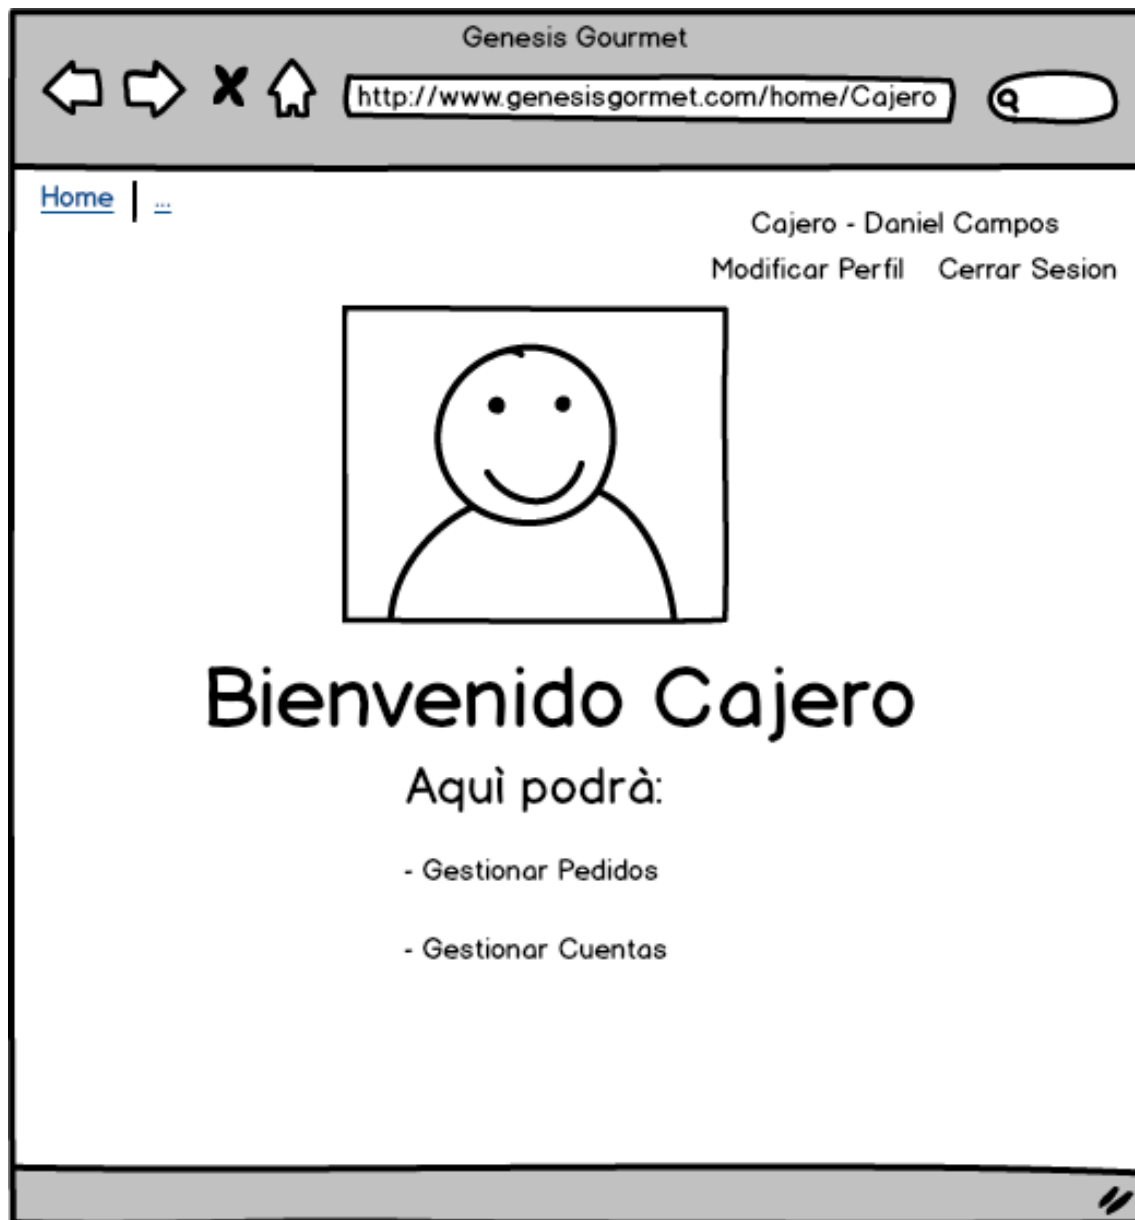 Genesis Gourmet
http://www.genesisgormet.com/home/Cajero
Home | ...
Cajero - Daniel Campos
Modificar Perfil Cerrar Sesion
Bienvenido Cajero
Aquì podrà:
- Gestionar Pedidos
- Gestionar Cuentas